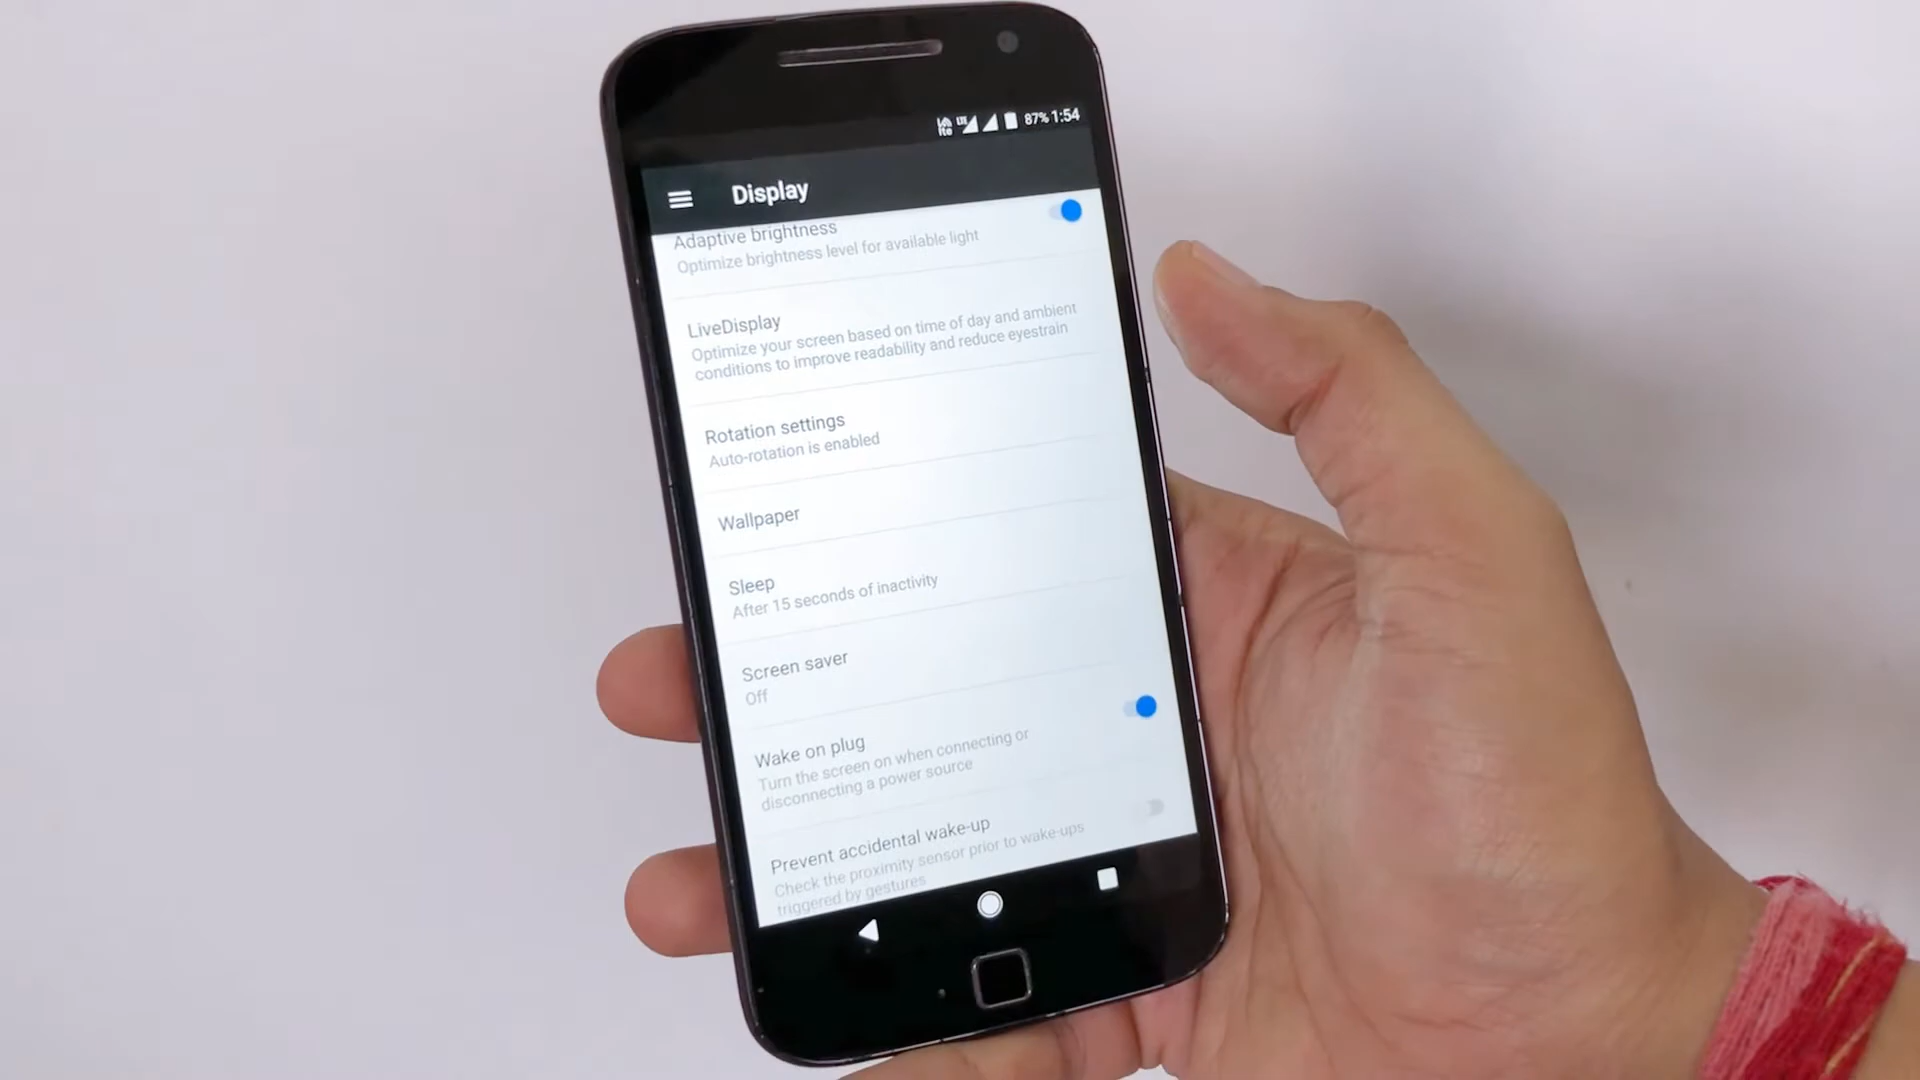 Vo
lte LTE 87% 1:54
Display
Adaptive brightness
Optimize brightness level for available light
LiveDisplay
Optimize your screen based on time of day and ambient
conditions to improve readability and reduce eyestrain
Rotation settings
Auto-rotation is enabled
Wallpaper
Sleep
After 15 seconds of inactivity
Screen saver
Off
Wake on plug
Turn the screen on when connecting or
disconnecting a power source
Prevent accidental wake-up
Check the proximity sensor prior to wake-ups
triggered by gestures